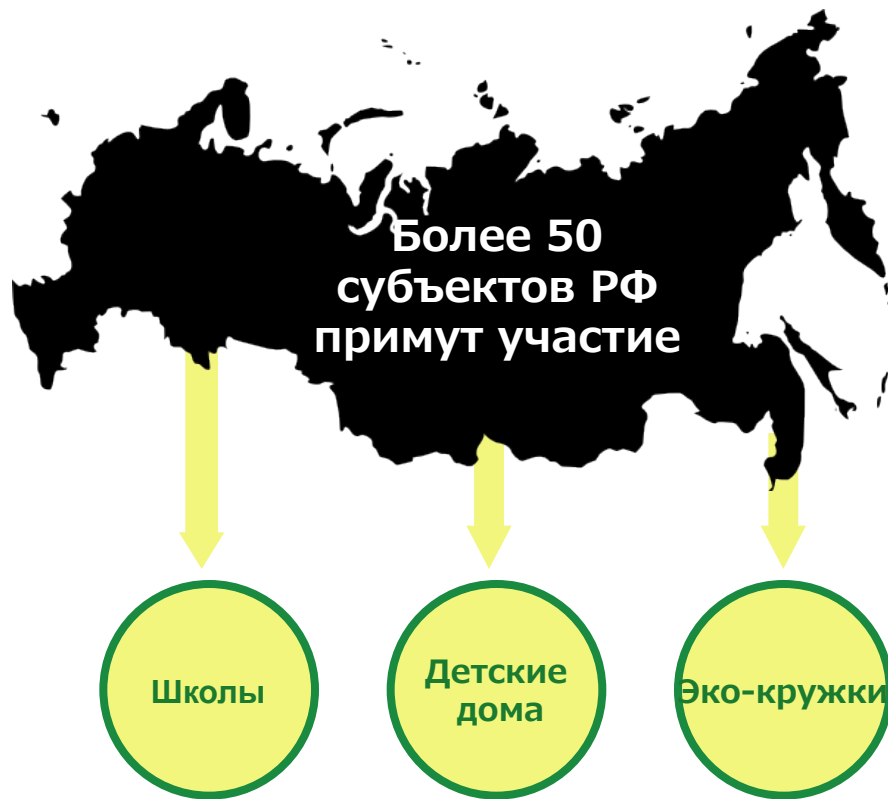 Более 50
субъектов РФ
примут участие
Школы
Детские
дома
Эко-кружки